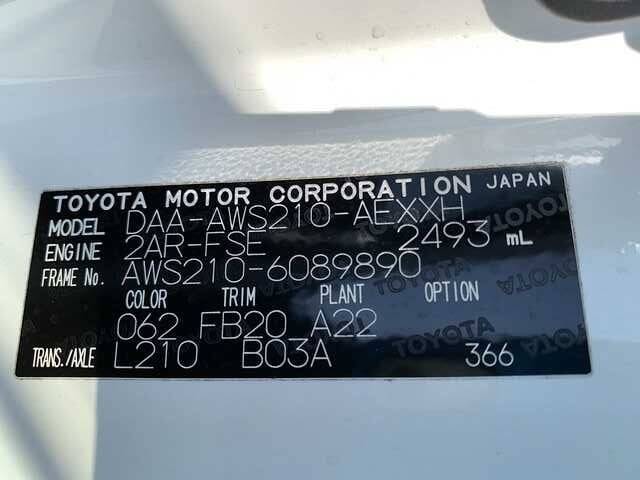 TOYOTA MOTOR CORPORATION JAPAN
MODEL DAA-AWS210-AEXXH
ENGINE 2AR-FSE 2493 mL
FRAME No. AWS210-6089890
COLOR TRIM PLANT OPTION
062 FB20 A22
TRANS./AXLE L210 B03A 366